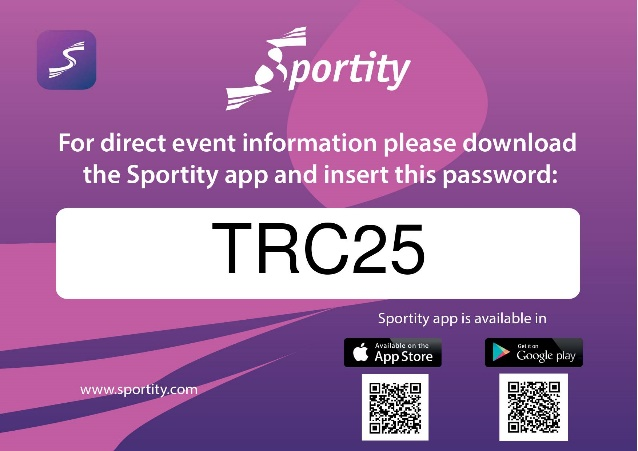 Sportity
For direct event information please download
the Sportity app and insert this password:
TRC25
Sportity app is available in
Available on the
App Store
Get it on
Google play
www.sportity.com